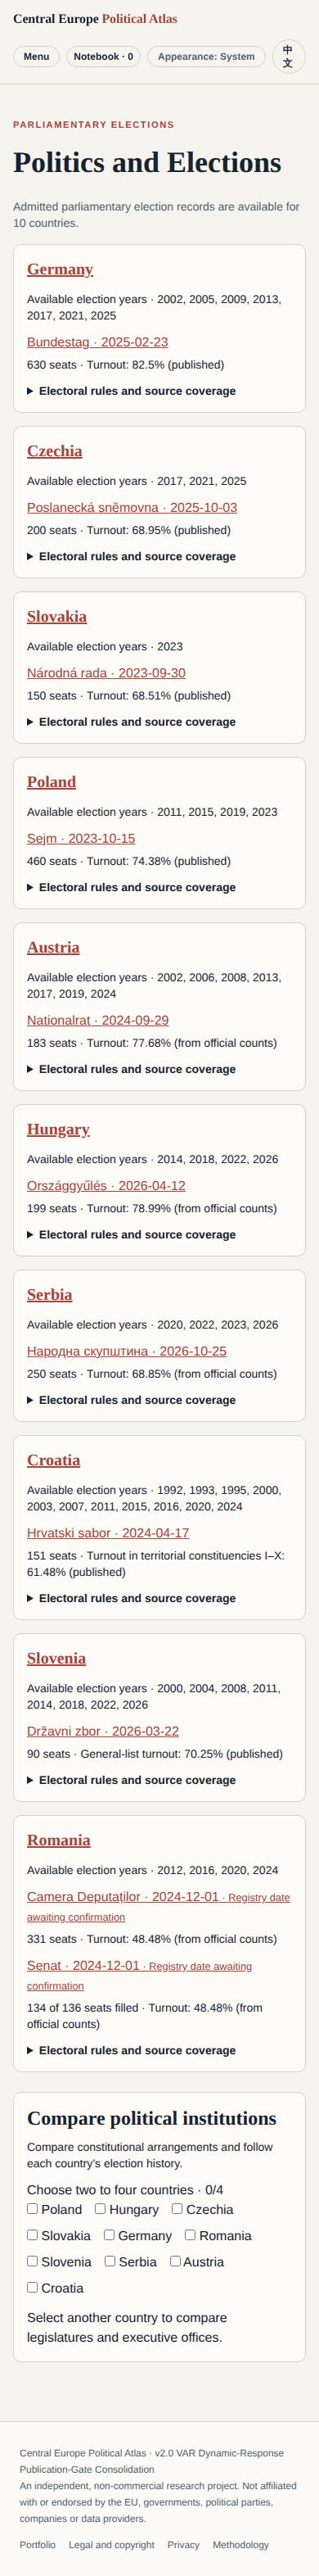 Central Europe Political Atlas
Menu
Notebook · 0
Appearance: System
中
文
PARLIAMENTARY ELECTIONS
Politics and Elections
Admitted parliamentary election records are available for
10 countries.
Germany
Available election years · 2002, 2005, 2009, 2013,
2017, 2021, 2025
Bundestag · 2025-02-23
630 seats · Turnout: 82.5% (published)
▶ Electoral rules and source coverage
Czechia
Available election years · 2017, 2021, 2025
Poslanecká sněmovna · 2025-10-03
200 seats · Turnout: 68.95% (published)
▶ Electoral rules and source coverage
Slovakia
Available election years · 2023
Národná rada · 2023-09-30
150 seats · Turnout: 68.51% (published)
▶ Electoral rules and source coverage
Poland
Available election years · 2011, 2015, 2019, 2023
Sejm · 2023-10-15
460 seats · Turnout: 74.38% (published)
▶ Electoral rules and source coverage
Austria
Available election years · 2002, 2006, 2008, 2013,
2017, 2019, 2024
Nationalrat · 2024-09-29
183 seats · Turnout: 77.68% (from official counts)
▶ Electoral rules and source coverage
Hungary
Available election years · 2014, 2018, 2022, 2026
Országgyűlés · 2026-04-12
199 seats · Turnout: 78.99% (from official counts)
▶ Electoral rules and source coverage
Serbia
Available election years · 2020, 2022, 2023, 2026
Народна скупштина · 2026-10-25
250 seats · Turnout: 68.85% (from official counts)
▶ Electoral rules and source coverage
Croatia
Available election years · 1992, 1993, 1995, 2000,
2003, 2007, 2011, 2015, 2016, 2020, 2024
Hrvatski sabor · 2024-04-17
151 seats · Turnout in territorial constituencies I–X:
61.48% (published)
▶ Electoral rules and source coverage
Slovenia
Available election years · 2000, 2004, 2008, 2011,
2014, 2018, 2022, 2026
Državni zbor · 2026-03-22
90 seats · General-list turnout: 70.25% (published)
▶ Electoral rules and source coverage
Romania
Available election years · 2012, 2016, 2020, 2024
Camera Deputaților · 2024-12-01 · Registry date
awaiting confirmation
331 seats · Turnout: 48.48% (from official counts)
Senat · 2024-12-01 · Registry date awaiting
confirmation
134 of 136 seats filled · Turnout: 48.48% (from
official counts)
▶ Electoral rules and source coverage
Compare political institutions
Compare constitutional arrangements and follow
each country's election history.
Choose two to four countries · 0/4
Poland Hungary Czechia
Slovakia Germany Romania
Slovenia Serbia Austria
Croatia
Select another country to compare
legislatures and executive offices.
Central Europe Political Atlas · v2.0 VAR Dynamic-Response
Publication-Gate Consolidation
An independent, non-commercial research project. Not affiliated
with or endorsed by the EU, governments, political parties,
companies or data providers.
Portfolio Legal and copyright Privacy Methodology